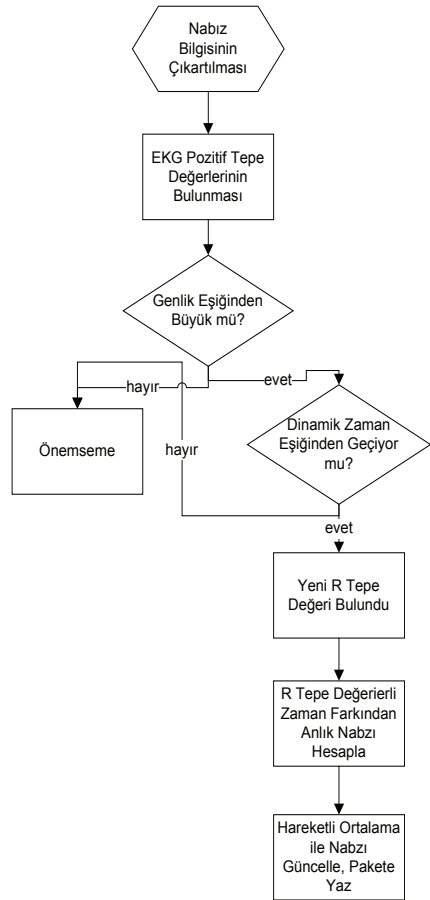 Nabız
Bilgisinin
Çıkartılması
EKG Pozitif Tepe
Değerlerinin
Bulunması
Genlik Eşiğinden
Büyük mü?
hayır
evet
Önemseme
hayır
Dinamik Zaman
Eşiğinden Geçiyor
mu?
evet
Yeni R Tepe
Değeri Bulundu
R Tepe Değerierli
Zaman Farkından
Anlık Nabzı
Hesapla
Hareketli Ortalama
ile Nabzı
Güncelle, Pakete
Yaz